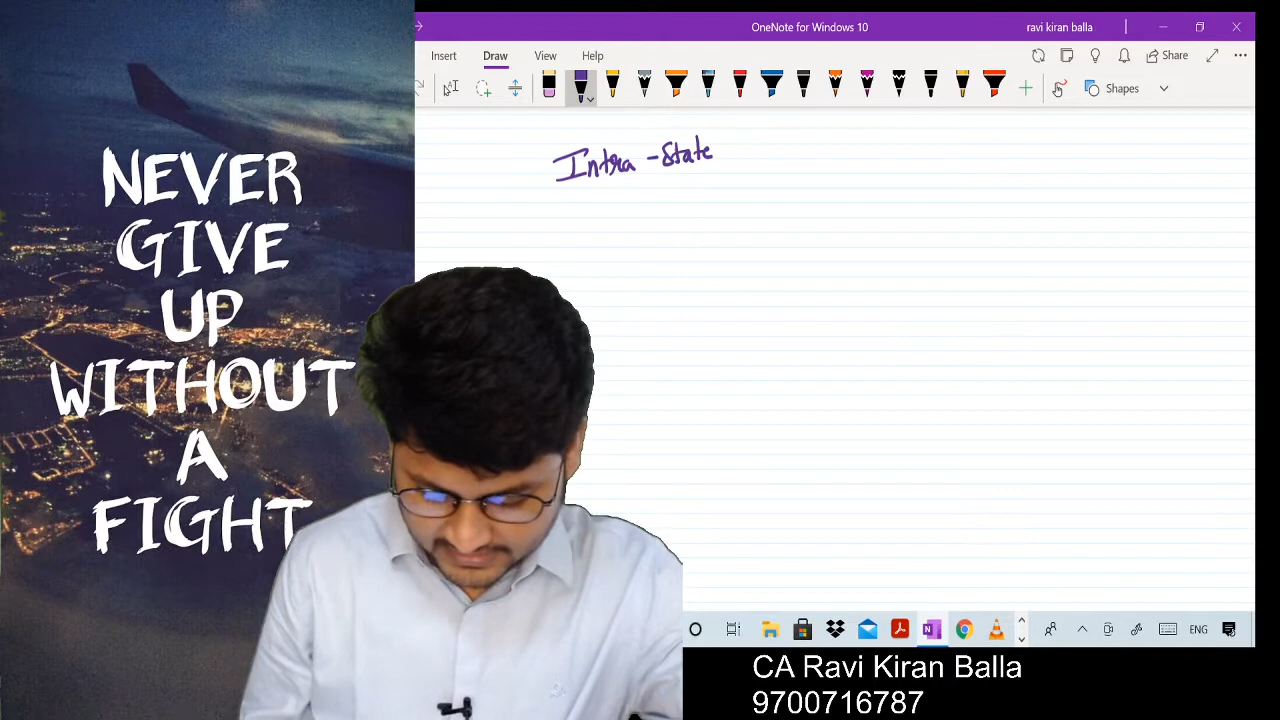 NEVER
GIVE
UP
WITHOUT
A
FIGHT
OneNote for Windows 10
ravi kiran balla
Insert Draw View Help
Share
Shapes
Intra - State
ENG
CA Ravi Kiran Balla
9700716787